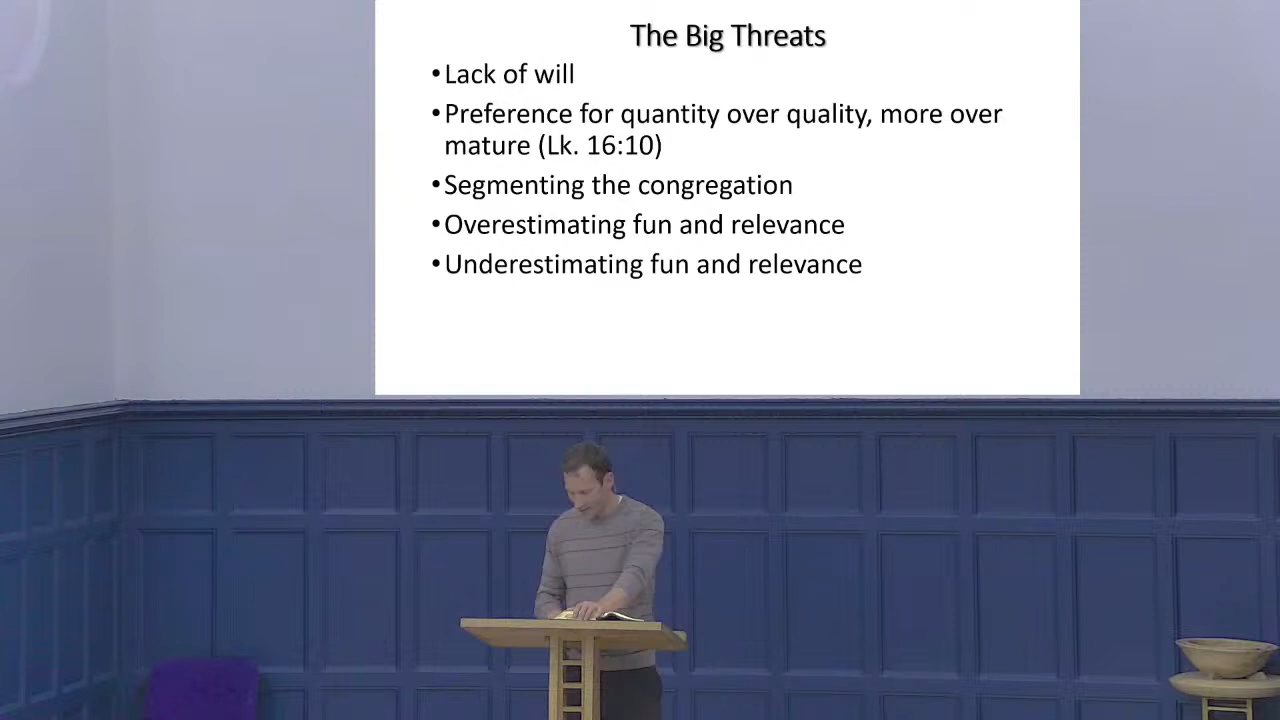 The Big Threats
•Lack of will
•Preference for quantity over quality, more over
mature (Lk. 16:10)
•Segmenting the congregation
•Overestimating fun and relevance
•Underestimating fun and relevance